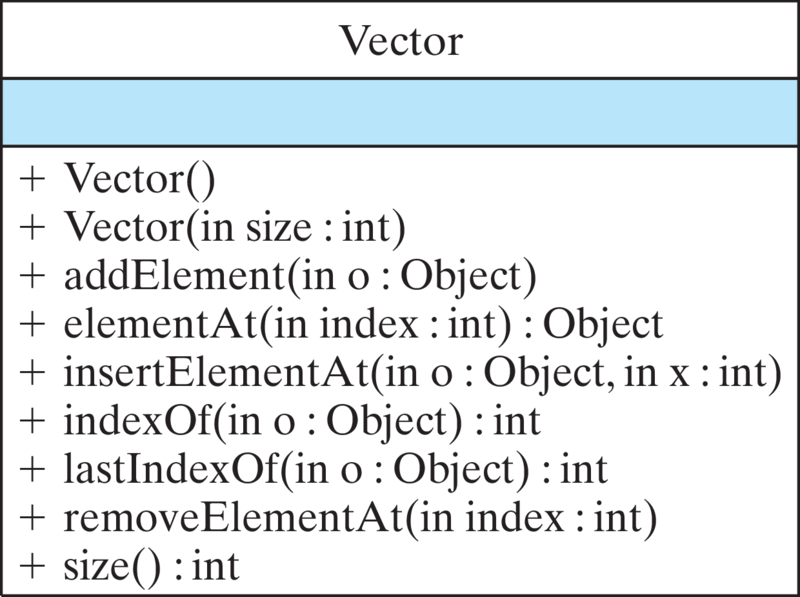 Vector
+ Vector()
+ Vector(in size : int)
+ addElement(in o : Object)
+ elementAt(in index : int) : Object
+ insertElementAt(in o : Object, in x : int)
+ indexOf(in o : Object) : int
+ lastIndexOf(in o : Object) : int
+ removeElementAt(in index : int)
+ size() : int